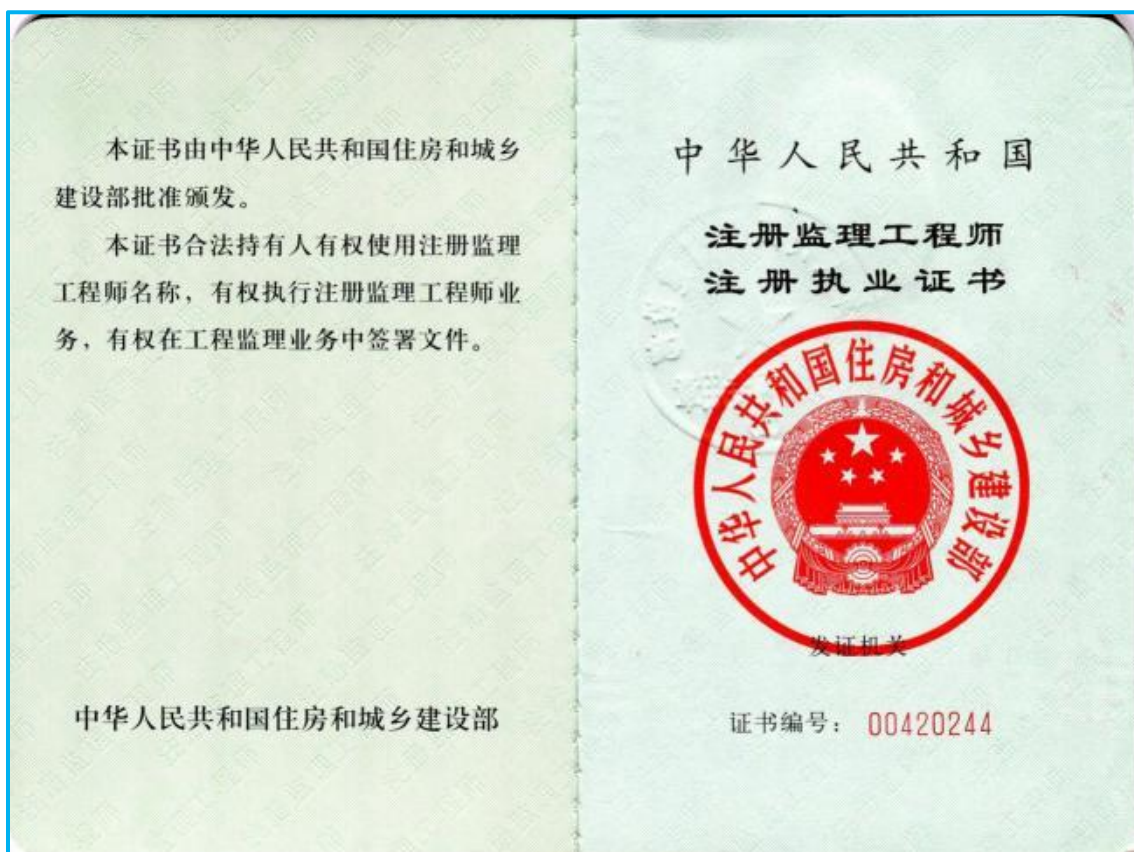 本证书由中华人民共和国住房和城乡
建设部批准颁发。
本证书合法持有人有权使用注册监理
工程师名称，有权执行注册监理工程师业
务，有权在工程监理业务中签署文件。
中华人民共和国住房和城乡建设部
中华人民共和国
注册监理工程师
注册执业证书
中华人民共和国住房和城乡建设部
发证机关
证书编号：00420244